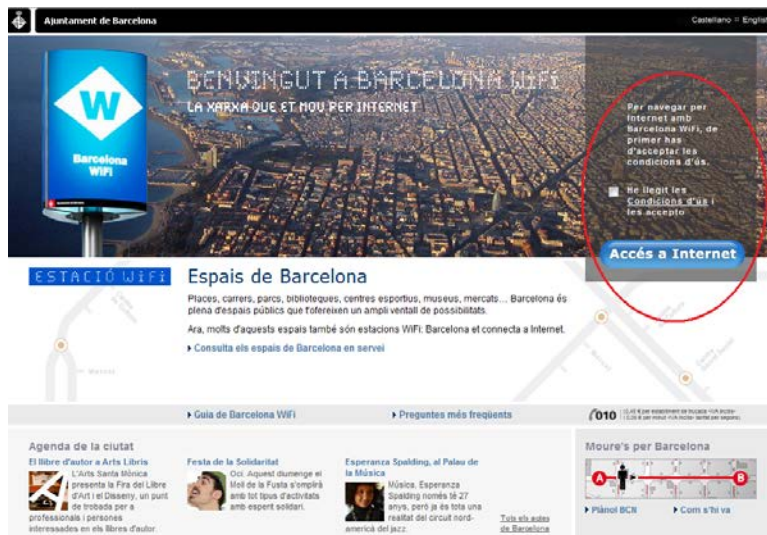 Ajuntament de Barcelona
Castellano :: English
BENVINGUT A BARCELONA WiFi
LA XARXA QUE ET MOU PER INTERNET
W
Barcelona
WiFi
Per navegar per
Internet amb
Barcelona WiFi, de
primer has
d'acceptar les
condicions d'ús.
He llegit les
Condicions d'ús i
les accepto
Accés a Internet
ESTACIÓ WiFi
Espais de Barcelona
Places, carrers, parcs, biblioteques, centres esportius, museus, mercats... Barcelona és
plena d'espais públics que t'ofereixen un ampli ventall de possibilitats.
Ara, molts d'aquests espais també són estacions WiFi: Barcelona et connecta a Internet.
Consulta els espais de Barcelona en servei
Guia de Barcelona WiFi
Preguntes més freqüents
010
Agenda de la ciutat
El llibre d'autor a Arts Libris
L'Arts Santa Mònica
presenta la Fira del Llibre
d'Art i el Disseny, un punt
de trobada per a
professionals i persones
interessades en els llibres d'autor.
Festa de la Solidaritat
Oci. Aquest diumenge el
Moll de la Fusta s'omplirà
amb tot tipus d'activitats
amb esperit solidari.
Esperanza Spalding, al Palau de
la Música
Música. Esperanza
Spalding només té 27
anys, però ja és tota una
realitat del circuit nord-
americà del jazz.
Tots els actes
de Barcelona
Moure's per Barcelona
A
B
Plànol BCN
Com s'hi va